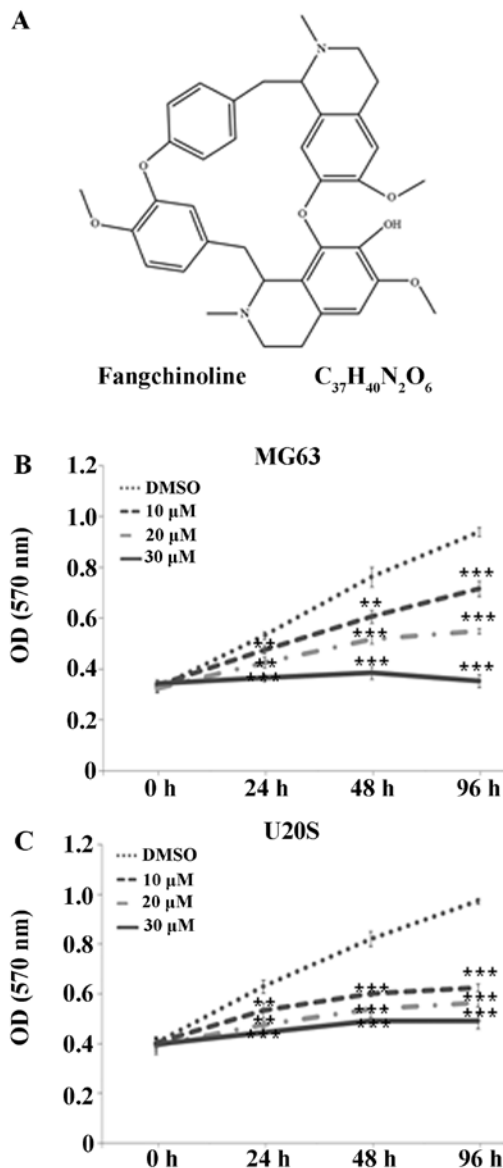 A
N
O
O
O
O
OH
N
O
Fangchinoline C₃₇H₄₀N₂O₆
B MG63
1.2
1.0
0.8
0.6
0.4
0.2
0
OD (570 nm)
DMSO
10 µM
20 µM
30 µM
**
**
***
**
***
***
***
***
***
0 h 24 h 48 h 96 h
C U20S
1.2
1.0
0.8
0.6
0.4
0.2
0
OD (570 nm)
DMSO
10 µM
20 µM
30 µM
**
**
***
***
***
***
***
***
***
0 h 24 h 48 h 96 h